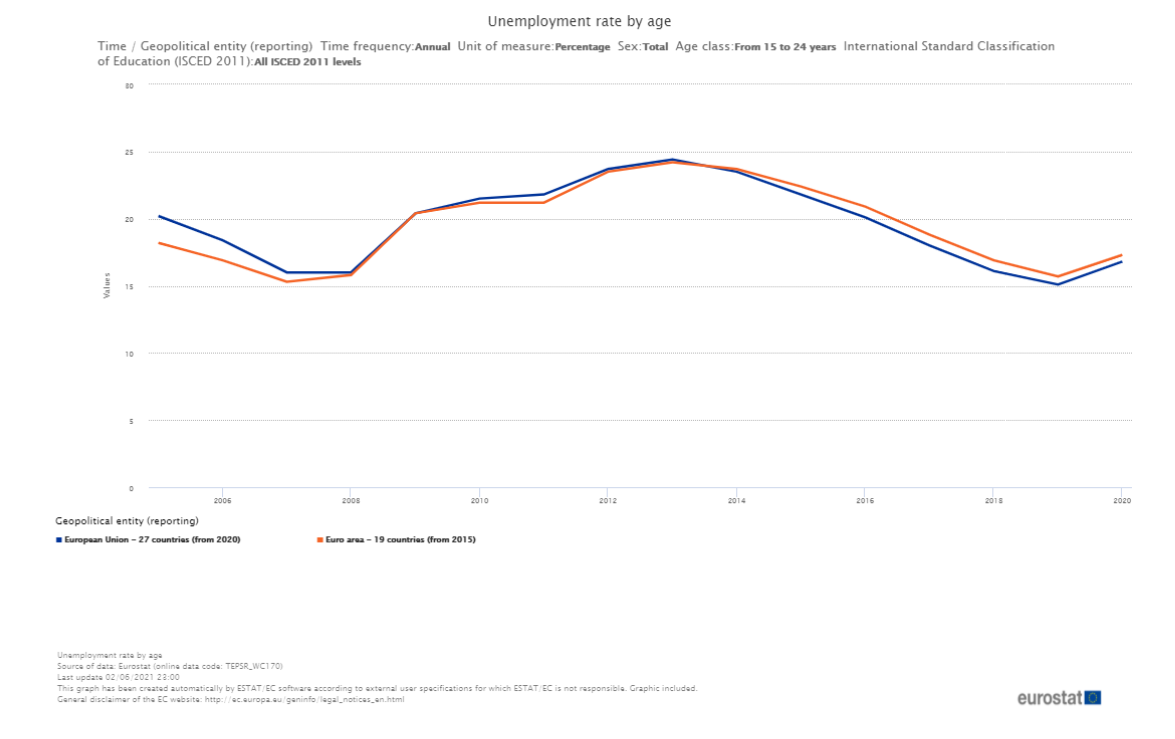 Unemployment rate by age
Time / Geopolitical entity (reporting) Time frequency:Annual Unit of measure:Percentage Sex:Total Age class:From 15 to 24 years International Standard Classification
of Education (ISCED 2011):All ISCED 2011 levels
30
25
20
15
10
5
0
Values
2006 2008 2010 2012 2014 2016 2018 2020
Geopolitical entity (reporting)
European Union – 27 countries (from 2020) Euro area – 19 countries (from 2015)
Unemployment rate by age
Source of data: Eurostat (online data code: TEPSR_WC170)
Last update 02/06/2021 23:00
This graph has been created automatically by ESTAT/EC software according to external user specifications for which ESTAT/EC is not responsible. Graphic included.
General disclaimer of the EC website: http://ec.europa.eu/geninfo/legal_notices_en.html
eurostat